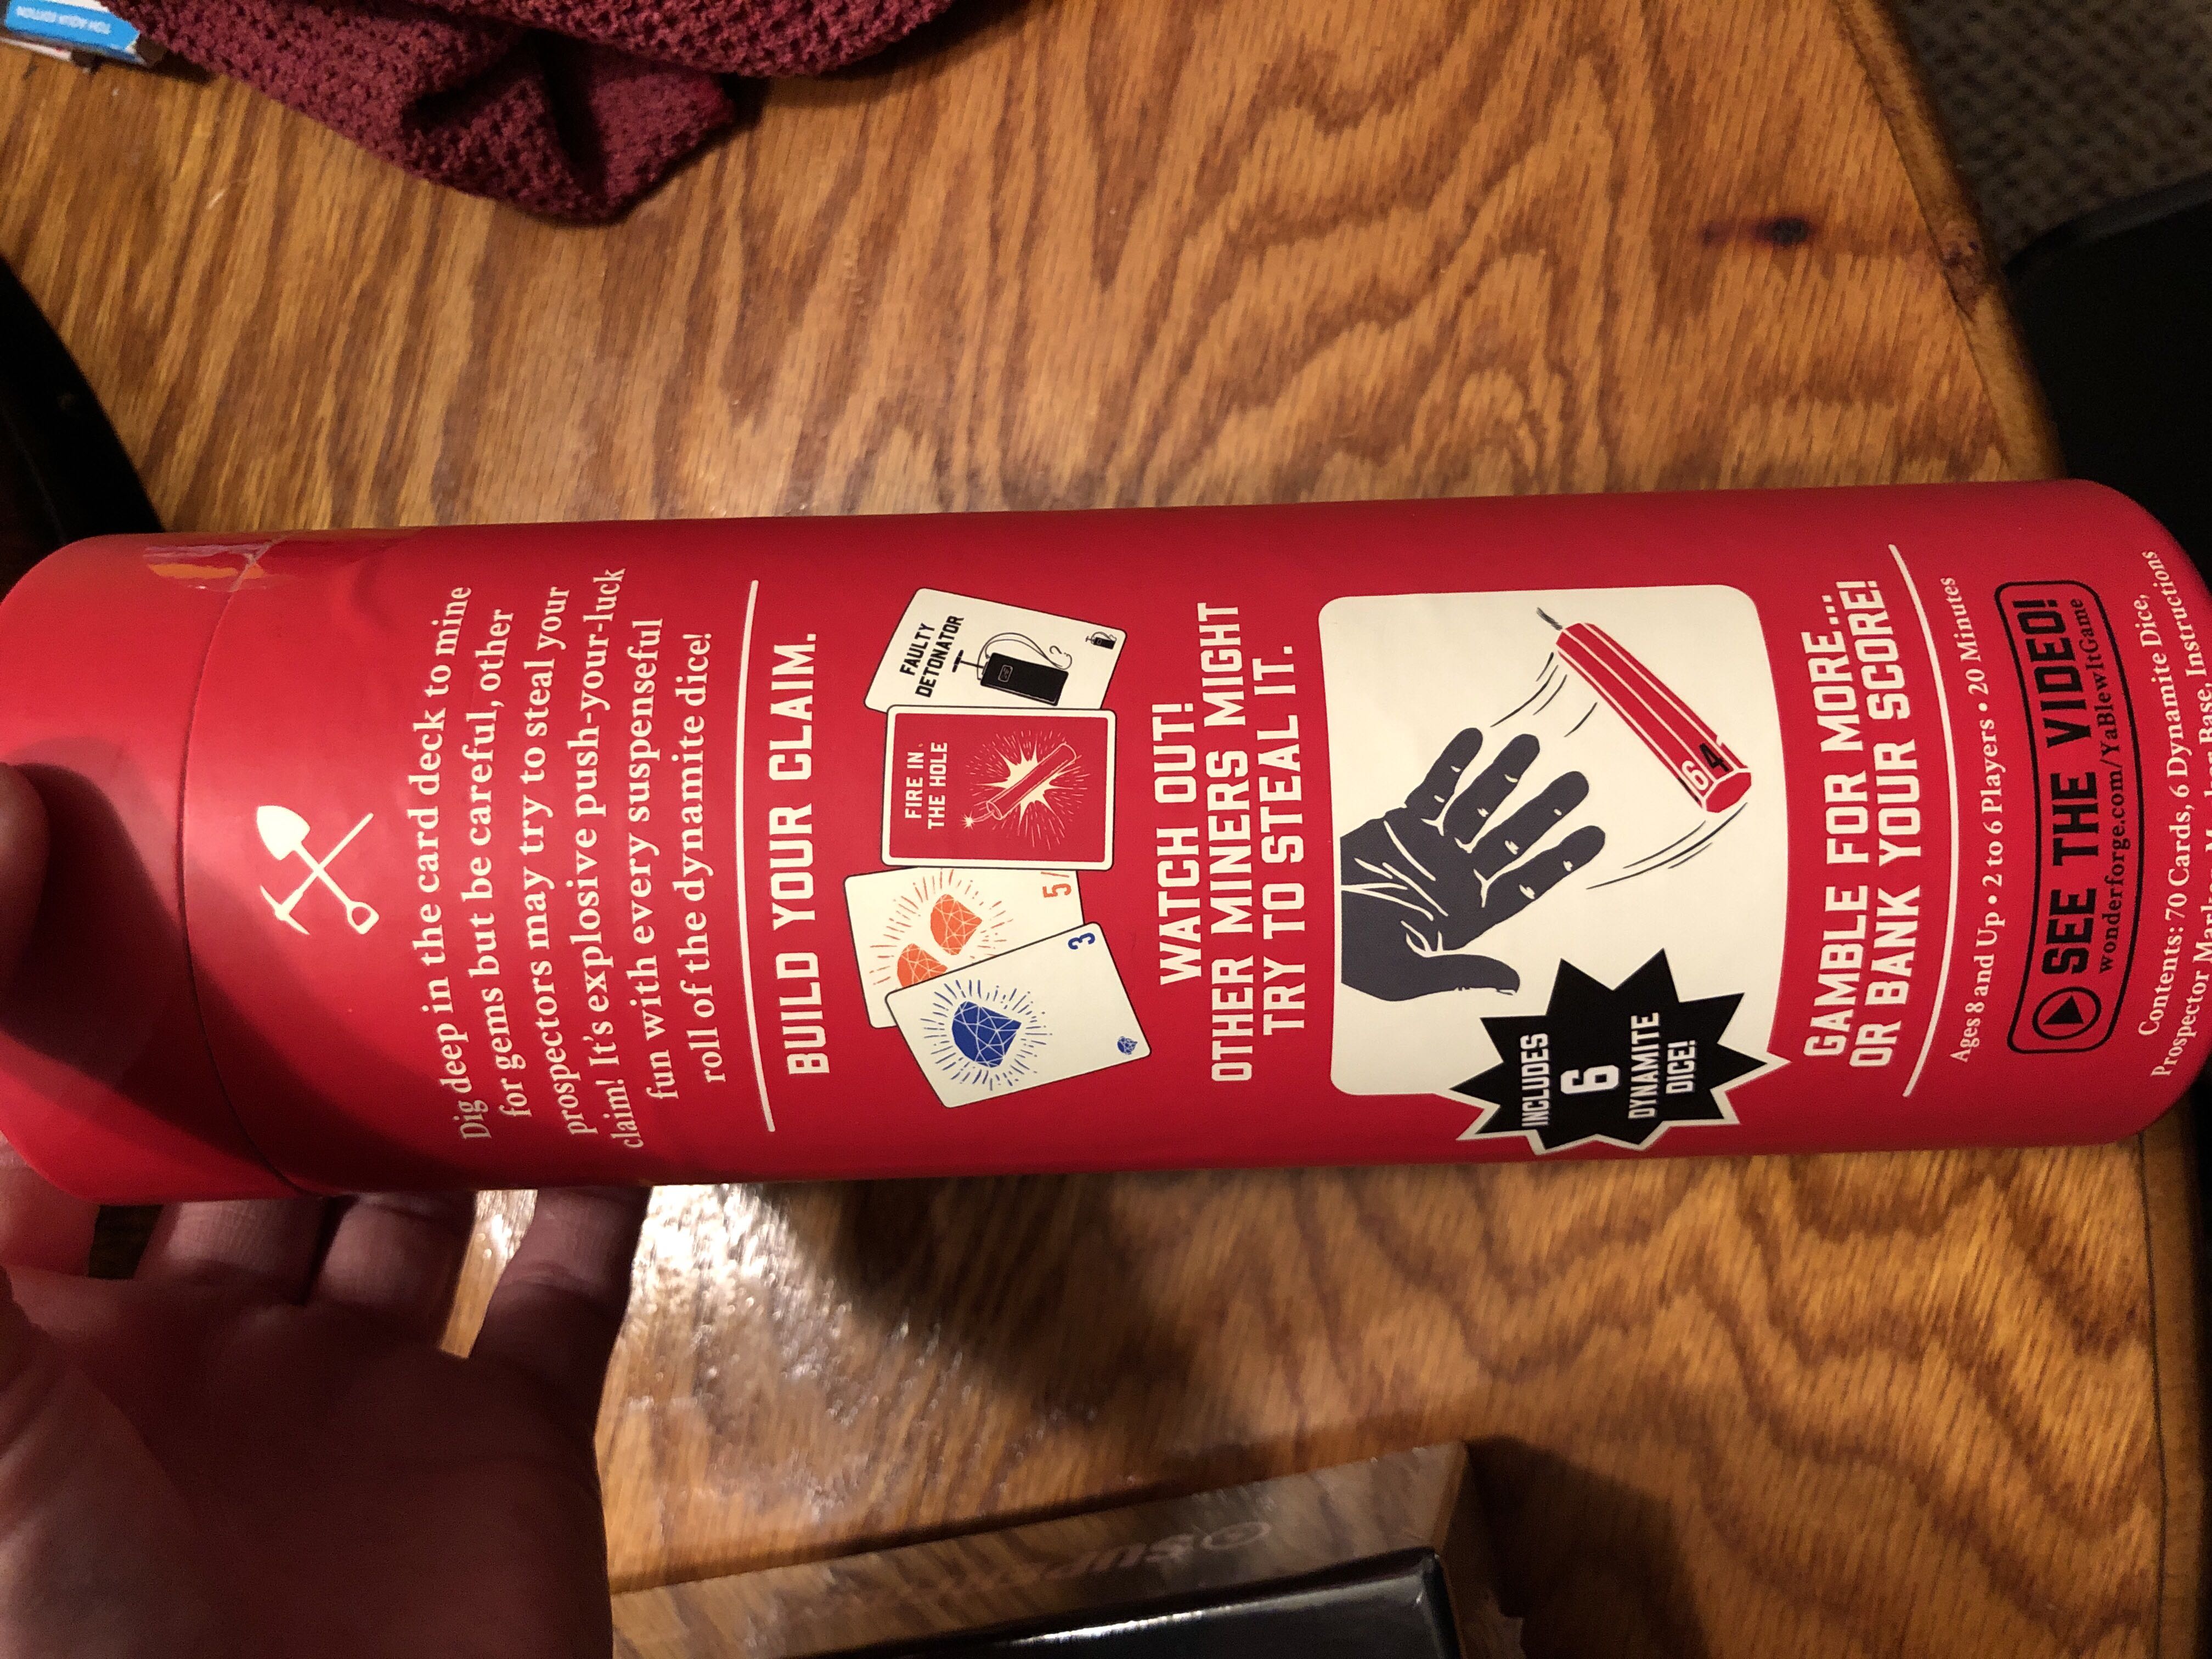 Dig deep in the card deck to mine
for gems but be careful, other
prospectors may try to steal your
claim! It's explosive push-your-luck
fun with every suspenseful
roll of the dynamite dice!
BUILD YOUR CLAIM.
3
5
FIRE IN
THE HOLE
FAULTY
DETONATOR
?
WATCH OUT!
OTHER MINERS MIGHT
TRY TO STEAL IT.
6
4
INCLUDES
6
DYNAMITE
DICE!
GAMBLE FOR MORE...
OR BANK YOUR SCORE!
Ages 8 and Up • 2 to 6 Players • 20 Minutes
SEE THE VIDEO!
wonderforge.com/YaBlewItGame
Contents: 70 Cards, 6 Dynamite Dice,
Base, Instructions
AQUA EDITION